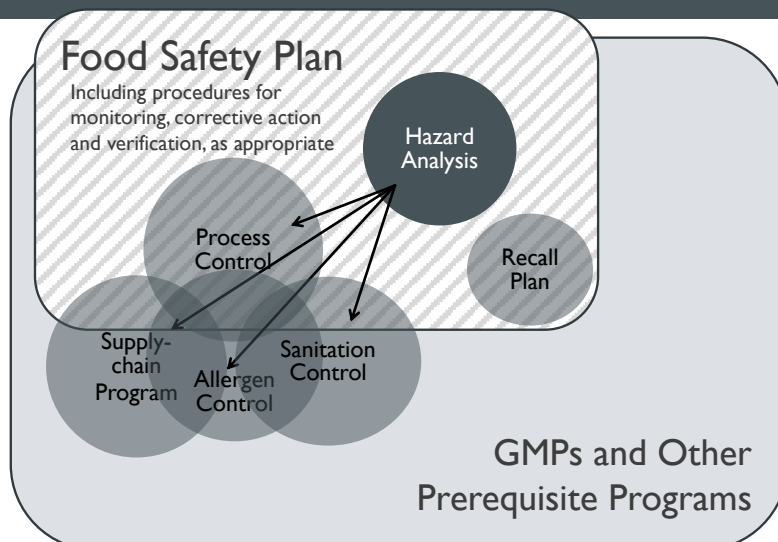 Food Safety Plan
Including procedures for
monitoring, corrective action
and verification, as appropriate
Hazard
Analysis
Process
Control
Recall
Plan
Supply-
chain
Program
Allergen
Control
Sanitation
Control
GMPs and Other
Prerequisite Programs